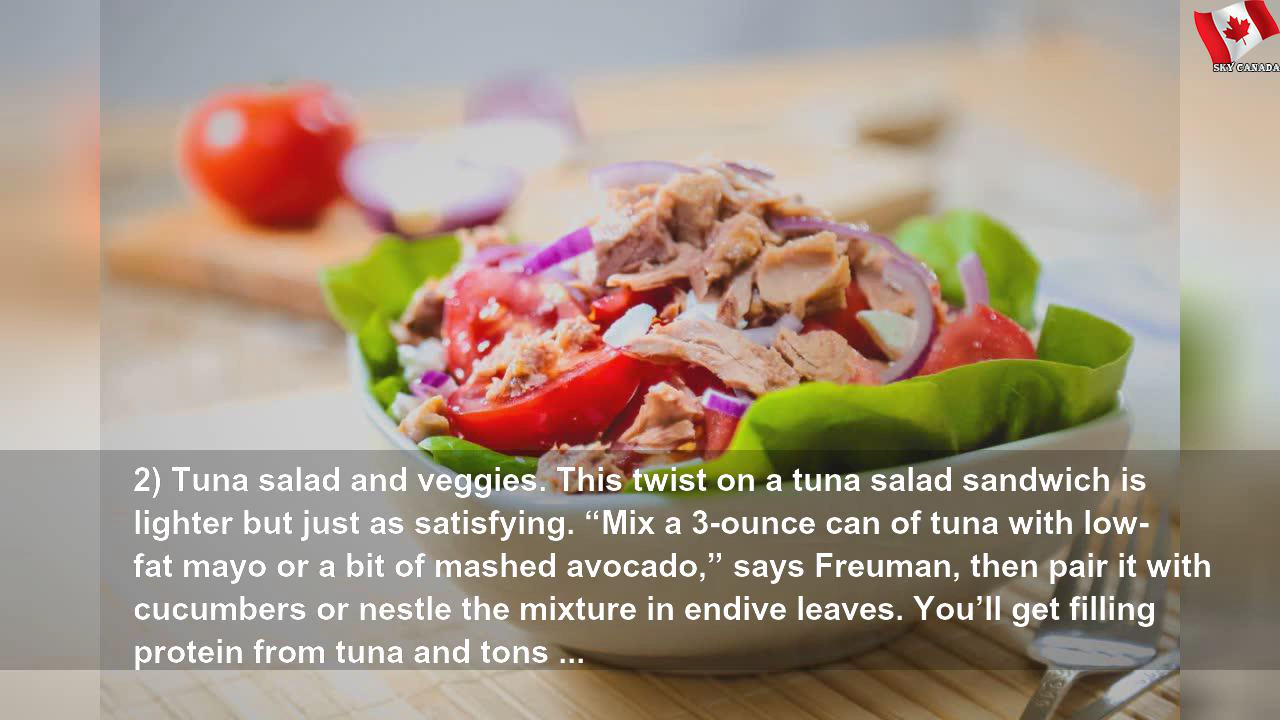 SKY CANADA
2) Tuna salad and veggies. This twist on a tuna salad sandwich is
lighter but just as satisfying. “Mix a 3-ounce can of tuna with low-
fat mayo or a bit of mashed avocado,” says Freuman, then pair it with
cucumbers or nestle the mixture in endive leaves. You’ll get filling
protein from tuna and tons ...